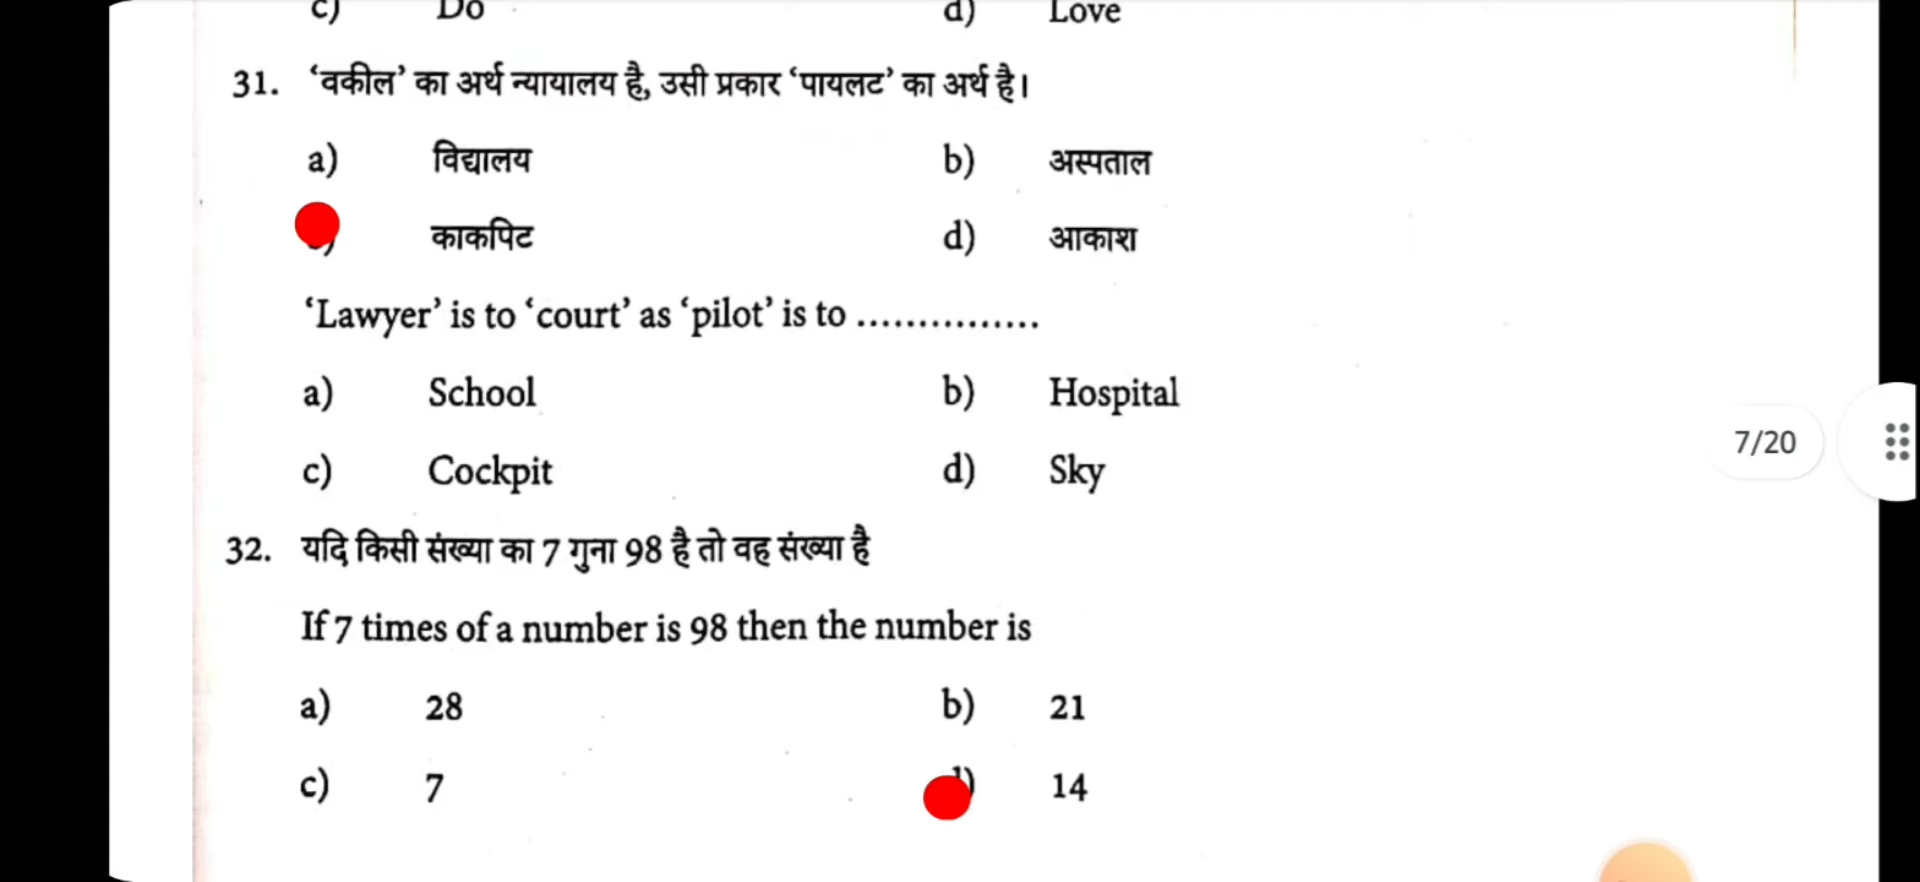 c) Do d) Love
31. ‘वकील’ का अर्थ न्यायालय है, उसी प्रकार ‘पायलट’ का अर्थ है।
a) विद्यालय b) अस्पताल
काकपिट d) आकाश
‘Lawyer’ is to ‘court’ as ‘pilot’ is to ...............
a) School b) Hospital
c) Cockpit d) Sky
7/20
32. यदि किसी संख्या का 7 गुना 98 है तो वह संख्या है
If 7 times of a number is 98 then the number is
a) 28 b) 21
c) 7 14